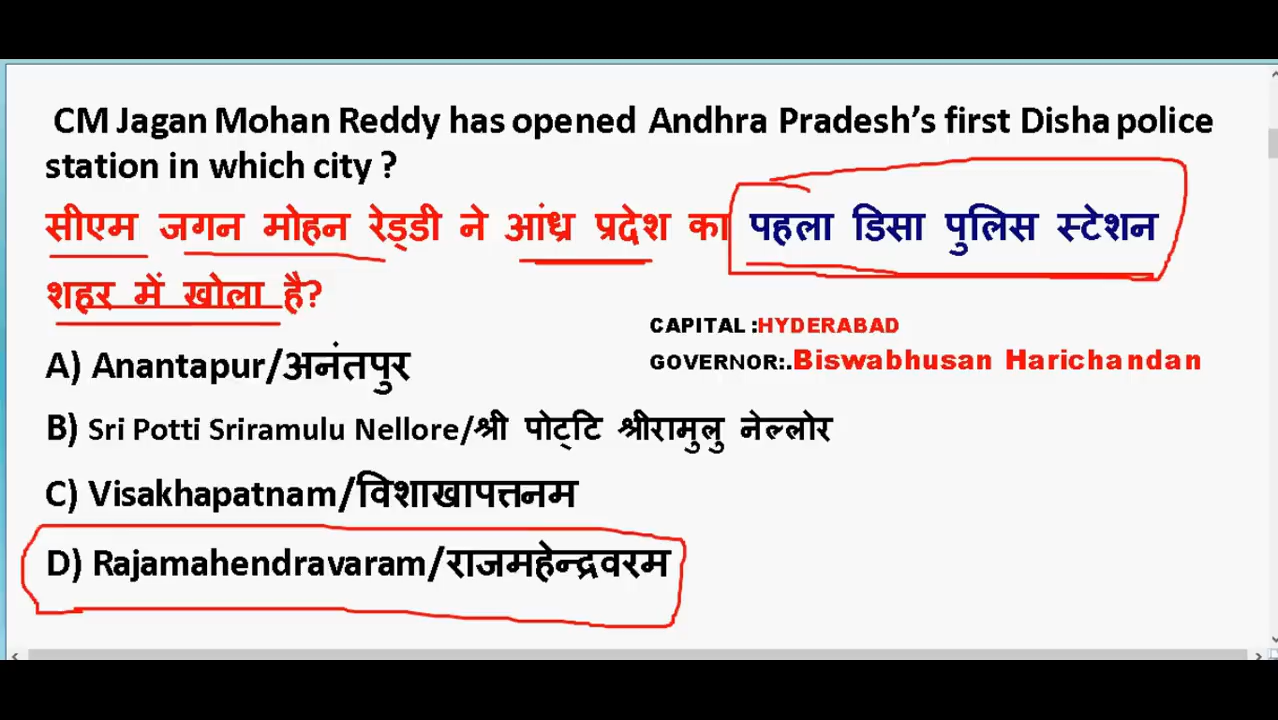 CM Jagan Mohan Reddy has opened Andhra Pradesh’s first Disha police
station in which city ?
सीएम जगन मोहन रेड्डी ने आंध्र प्रदेश का पहला डिसा पुलिस स्टेशन
शहर में खोला है?
CAPITAL :HYDERABAD
GOVERNOR:.Biswabhusan Harichandan
A) Anantapur/अनंतपुर
B) Sri Potti Sriramulu Nellore/श्री पोट्टि श्रीरामुलु नेल्लोर
C) Visakhapatnam/विशाखापत्तनम
D) Rajamahendravaram/राजमहेन्द्रवरम